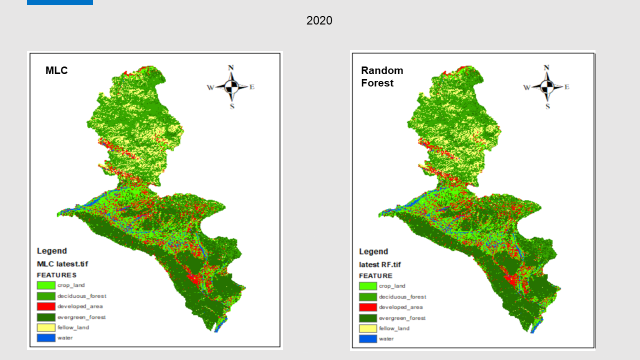 2020
MLC
N
W E
S
Legend
MLC latest.tif
FEATURES
crop_land
deciduous_forest
developed_area
evergreen_forest
fellow_land
water
Random
Forest
N
W E
S
Legend
latest RF.tif
FEATURE
crop_land
deciduous_forest
developed_area
evergreen_forest
fellow_land
water